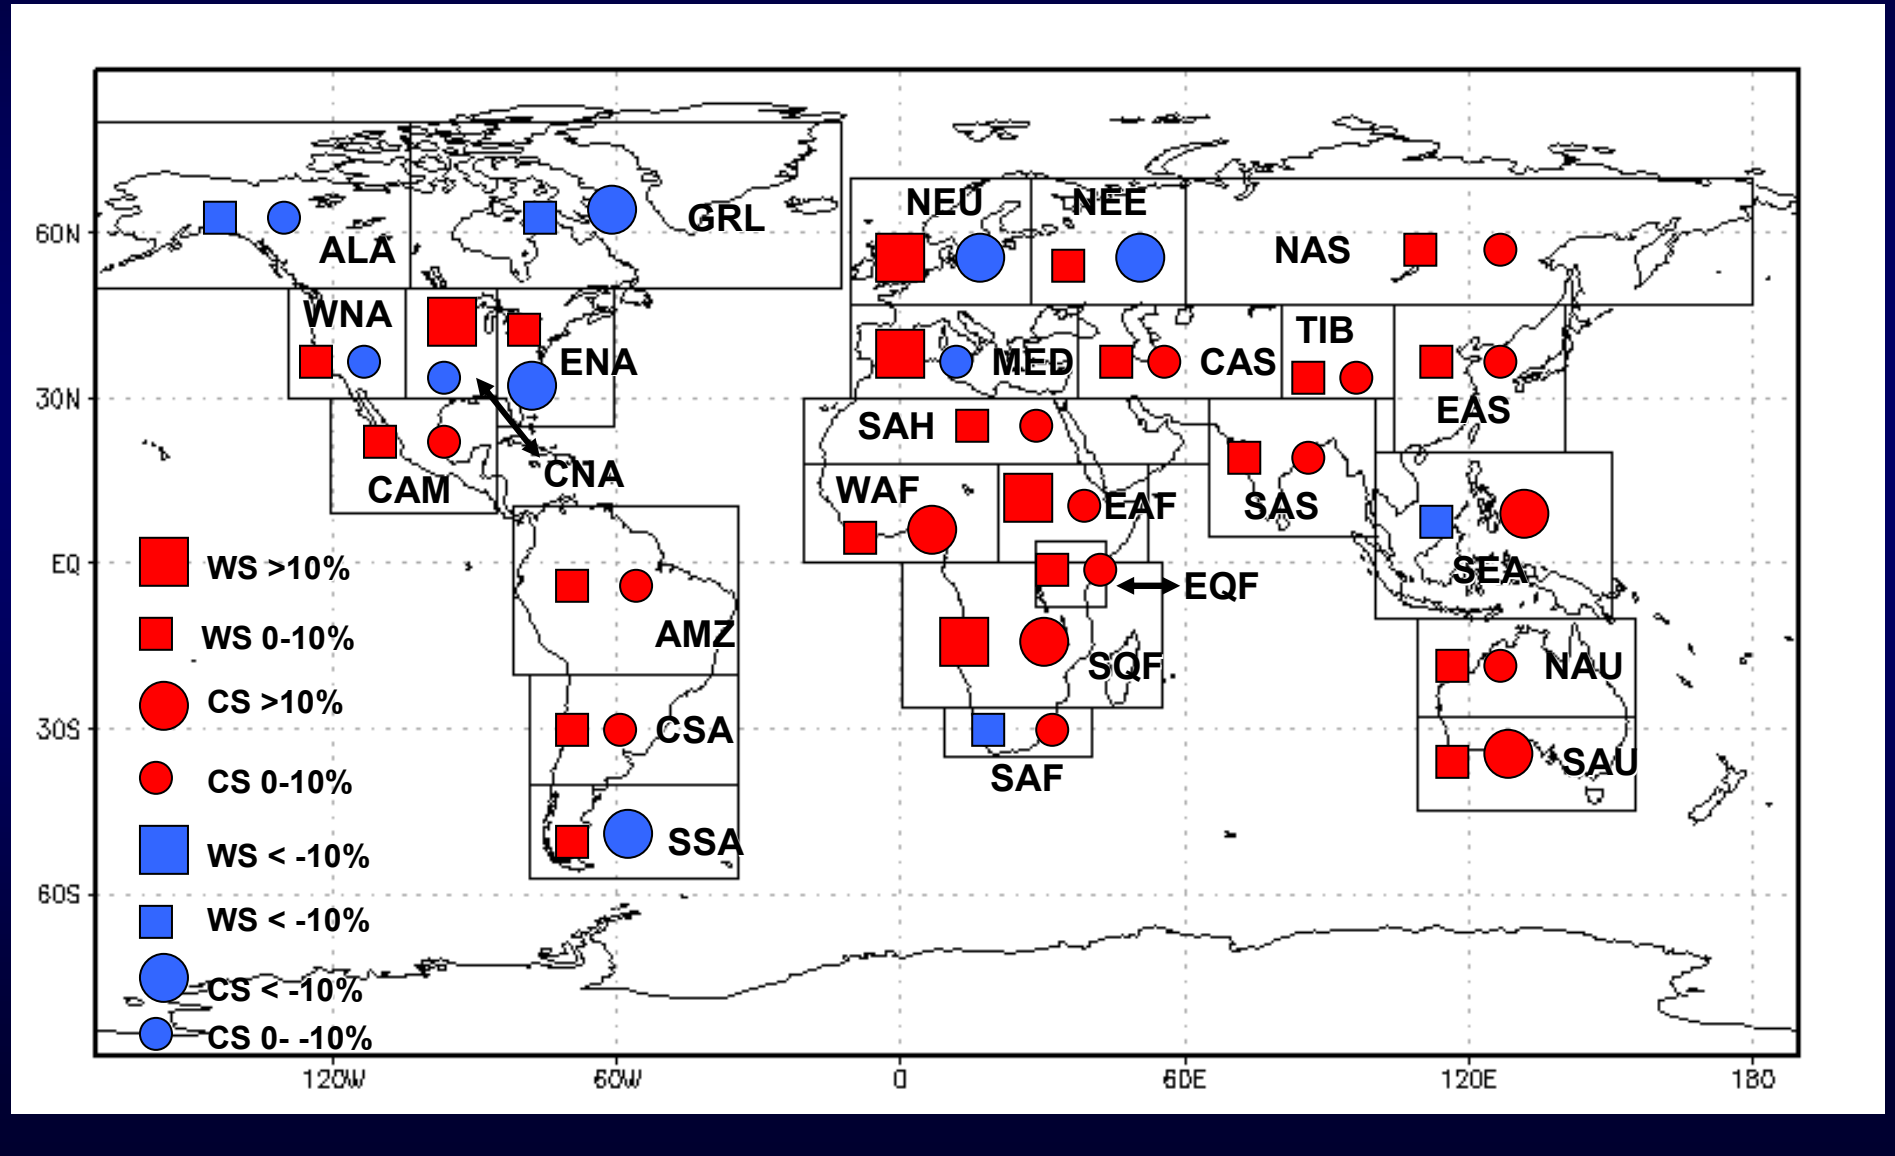 NEU
NEE
GRL
60N
ALA
NAS
WNA
TIB
ENA
MED
CAS
30N
EAS
SAH
CNA
CAM
WAF
EAF
SAS
EQ
WS >10%
SEA
EQF
WS 0-10%
AMZ
SQF
NAU
CS >10%
30S
CSA
SAU
CS 0-10%
SAF
SSA
WS < -10%
60S
WS < -10%
CS < -10%
CS 0- -10%
120W
60W
0
60E
120E
180